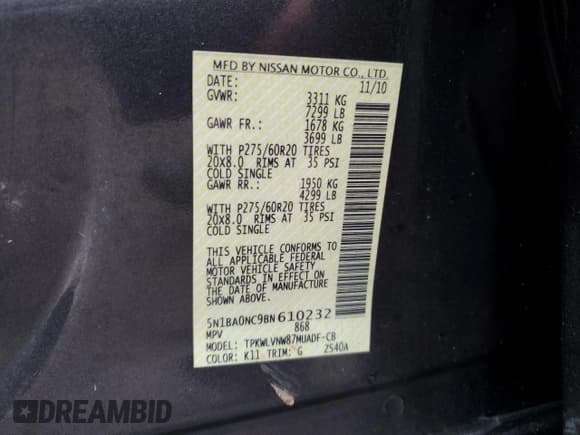 MFD BY NISSAN MOTOR CO., LTD.
DATE: 11/10
GVWR: 3311 KG
7299 LB
GAWR FR.: 1678 KG
3699 LB
WITH P275/60R20 TIRES
20X8.0 RIMS AT 35 PSI
COLD SINGLE
GAWR RR.: 1950 KG
4299 LB
WITH P275/60R20 TIRES
20X8.0 RIMS AT 35 PSI
COLD SINGLE
THIS VEHICLE CONFORMS TO
ALL APPLICABLE FEDERAL
MOTOR VEHICLE SAFETY
STANDARDS IN EFFECT ON
THE DATE OF MANUFACTURE
SHOWN ABOVE.
5N1BA0NC9BN610232
MPV 868
MODEL: TPKWLVNW87MUADF-CB
COLOR: K11 TRIM: G ZS40A
DREAMBID